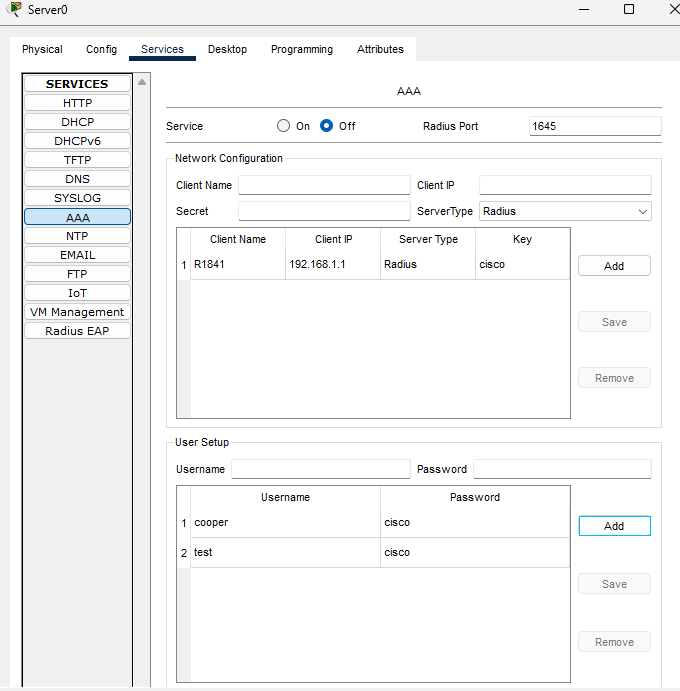 Server0
Physical Config Services Desktop Programming Attributes
SERVICES
HTTP
DHCP
DHCPv6
TFTP
DNS
SYSLOG
AAA
NTP
EMAIL
FTP
IoT
VM Management
Radius EAP
AAA
Service On Off Radius Port 1645
Network Configuration
Client Name Client IP
Secret ServerType Radius
Client Name Client IP Server Type Key
1 R1841 192.168.1.1 Radius cisco
Add
Save
Remove
User Setup
Username Password
Username Password
1 cooper cisco
2 test cisco
Add
Save
Remove